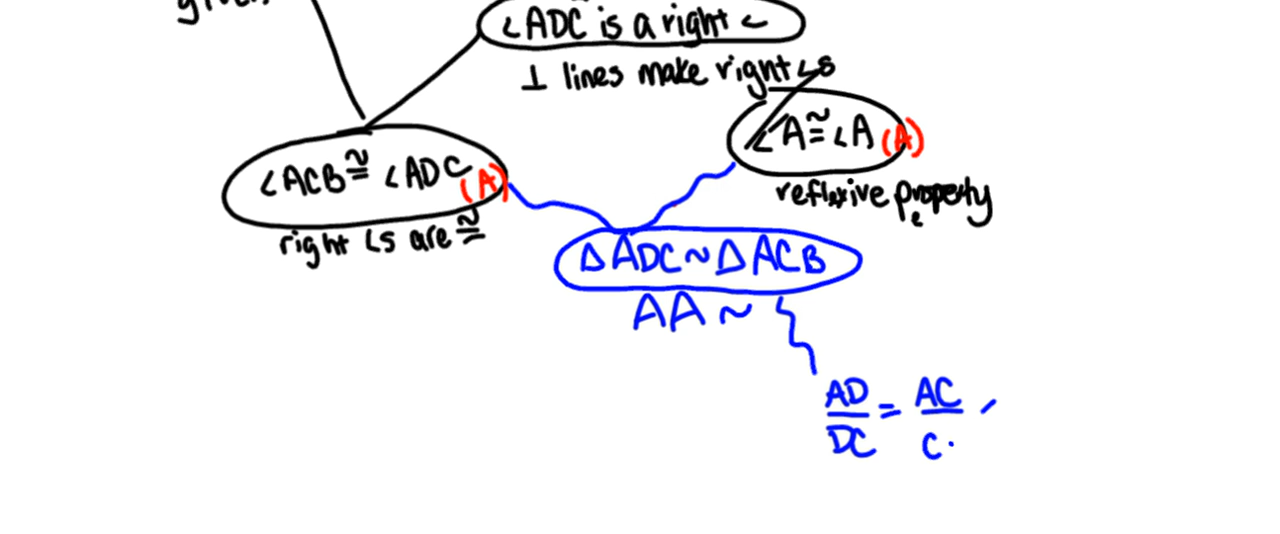 ∠ADC is a right ∠
⊥ lines make right ∠s
∠A ≅ ∠A (A)
reflexive property
∠ACB ≅ ∠ADC (A)
right ∠s are ≅
△ADC ~ △ACB
AA ~
AD/DC = AC/C